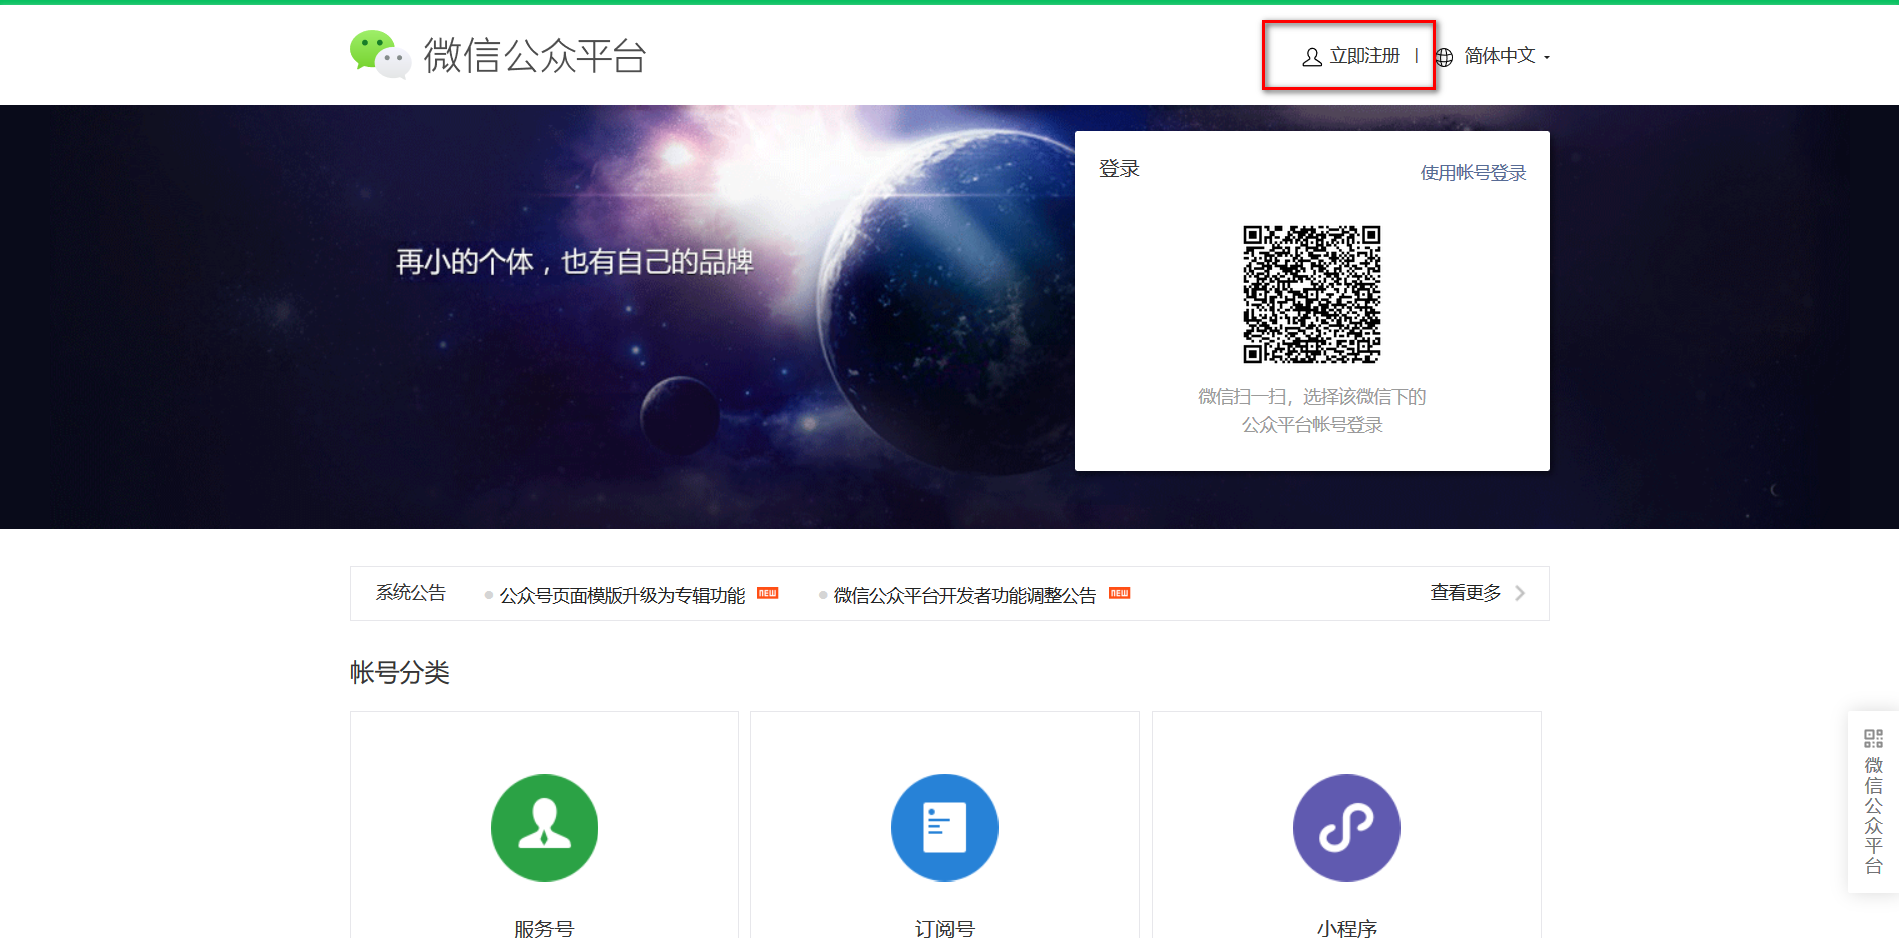 微信公众平台
立即注册 | 简体中文
登录
使用帐号登录
再小的个体，也有自己的品牌
微信扫一扫，选择该微信下的
公众平台帐号登录
系统公告 公众号页面模版升级为专辑功能 NEW 微信公众平台开发者功能调整公告 NEW 查看更多
帐号分类
服务号 订阅号 小程序
微信公众平台